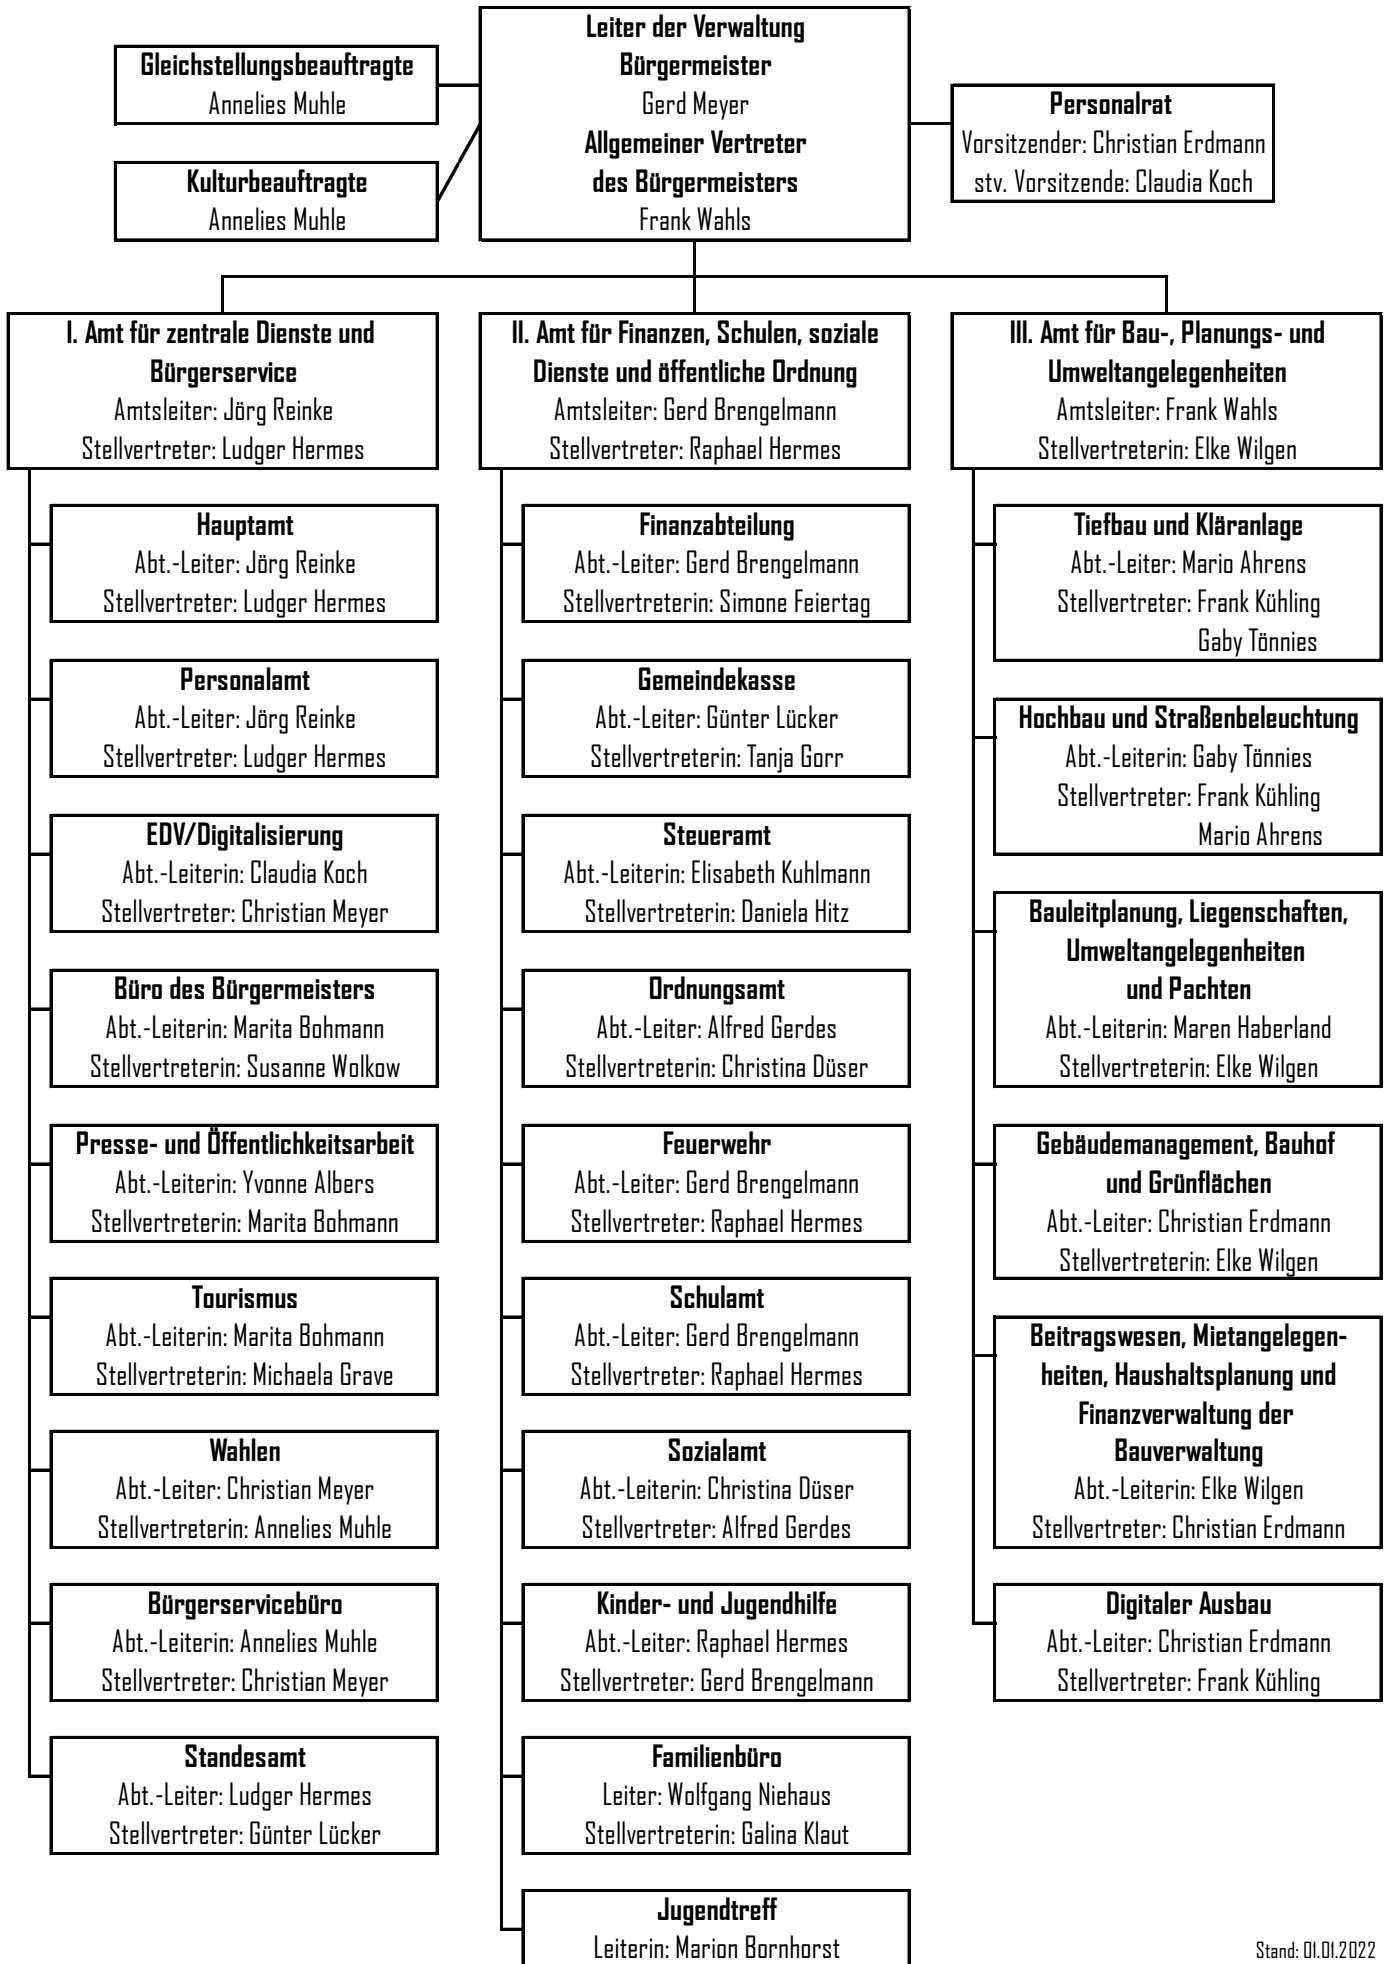 Leiter der Verwaltung
Bürgermeister
Gerd Meyer
Allgemeiner Vertreter
des Bürgermeisters
Frank Wahls
Gleichstellungsbeauftragte
Annelies Muhle
Kulturbeauftragte
Annelies Muhle
Personalrat
Vorsitzender: Christian Erdmann
stv. Vorsitzende: Claudia Koch
I. Amt für zentrale Dienste und
Bürgerservice
Amtsleiter: Jörg Reinke
Stellvertreter: Ludger Hermes
Hauptamt
Abt.-Leiter: Jörg Reinke
Stellvertreter: Ludger Hermes
Personalamt
Abt.-Leiter: Jörg Reinke
Stellvertreter: Ludger Hermes
EDV/Digitalisierung
Abt.-Leiterin: Claudia Koch
Stellvertreter: Christian Meyer
Büro des Bürgermeisters
Abt.-Leiterin: Marita Bohmann
Stellvertreterin: Susanne Wolkow
Presse- und Öffentlichkeitsarbeit
Abt.-Leiterin: Yvonne Albers
Stellvertreterin: Marita Bohmann
Tourismus
Abt.-Leiterin: Marita Bohmann
Stellvertreterin: Michaela Grave
Wahlen
Abt.-Leiter: Christian Meyer
Stellvertreterin: Annelies Muhle
Bürgerservicebüro
Abt.-Leiterin: Annelies Muhle
Stellvertreter: Christian Meyer
Standesamt
Abt.-Leiter: Ludger Hermes
Stellvertreter: Günter Lücker
II. Amt für Finanzen, Schulen, soziale
Dienste und öffentliche Ordnung
Amtsleiter: Gerd Brengelmann
Stellvertreter: Raphael Hermes
Finanzabteilung
Abt.-Leiter: Gerd Brengelmann
Stellvertreterin: Simone Feiertag
Gemeindekasse
Abt.-Leiter: Günter Lücker
Stellvertreterin: Tanja Gorr
Steueramt
Abt.-Leiterin: Elisabeth Kuhlmann
Stellvertreterin: Daniela Hitz
Ordnungsamt
Abt.-Leiter: Alfred Gerdes
Stellvertreterin: Christina Düser
Feuerwehr
Abt.-Leiter: Gerd Brengelmann
Stellvertreter: Raphael Hermes
Schulamt
Abt.-Leiter: Gerd Brengelmann
Stellvertreter: Raphael Hermes
Sozialamt
Abt.-Leiterin: Christina Düser
Stellvertreter: Alfred Gerdes
Kinder- und Jugendhilfe
Abt.-Leiter: Raphael Hermes
Stellvertreter: Gerd Brengelmann
Familienbüro
Leiter: Wolfgang Niehaus
Stellvertreterin: Galina Klaut
Jugendtreff
Leiterin: Marion Bornhorst
III. Amt für Bau-, Planungs- und
Umweltangelegenheiten
Amtsleiter: Frank Wahls
Stellvertreterin: Elke Wilgen
Tiefbau und Kläranlage
Abt.-Leiter: Mario Ahrens
Stellvertreter: Frank Kühling
Gaby Tönnies
Hochbau und Straßenbeleuchtung
Abt.-Leiterin: Gaby Tönnies
Stellvertreter: Frank Kühling
Mario Ahrens
Bauleitplanung, Liegenschaften,
Umweltangelegenheiten
und Pachten
Abt.-Leiterin: Maren Haberland
Stellvertreterin: Elke Wilgen
Gebäudemanagement, Bauhof
und Grünflächen
Abt.-Leiter: Christian Erdmann
Stellvertreterin: Elke Wilgen
Beitragswesen, Mietangelegen-
heiten, Haushaltsplanung und
Finanzverwaltung der
Bauverwaltung
Abt.-Leiterin: Elke Wilgen
Stellvertreter: Christian Erdmann
Digitaler Ausbau
Abt.-Leiter: Christian Erdmann
Stellvertreter: Frank Kühling
Stand: 01.01.2022